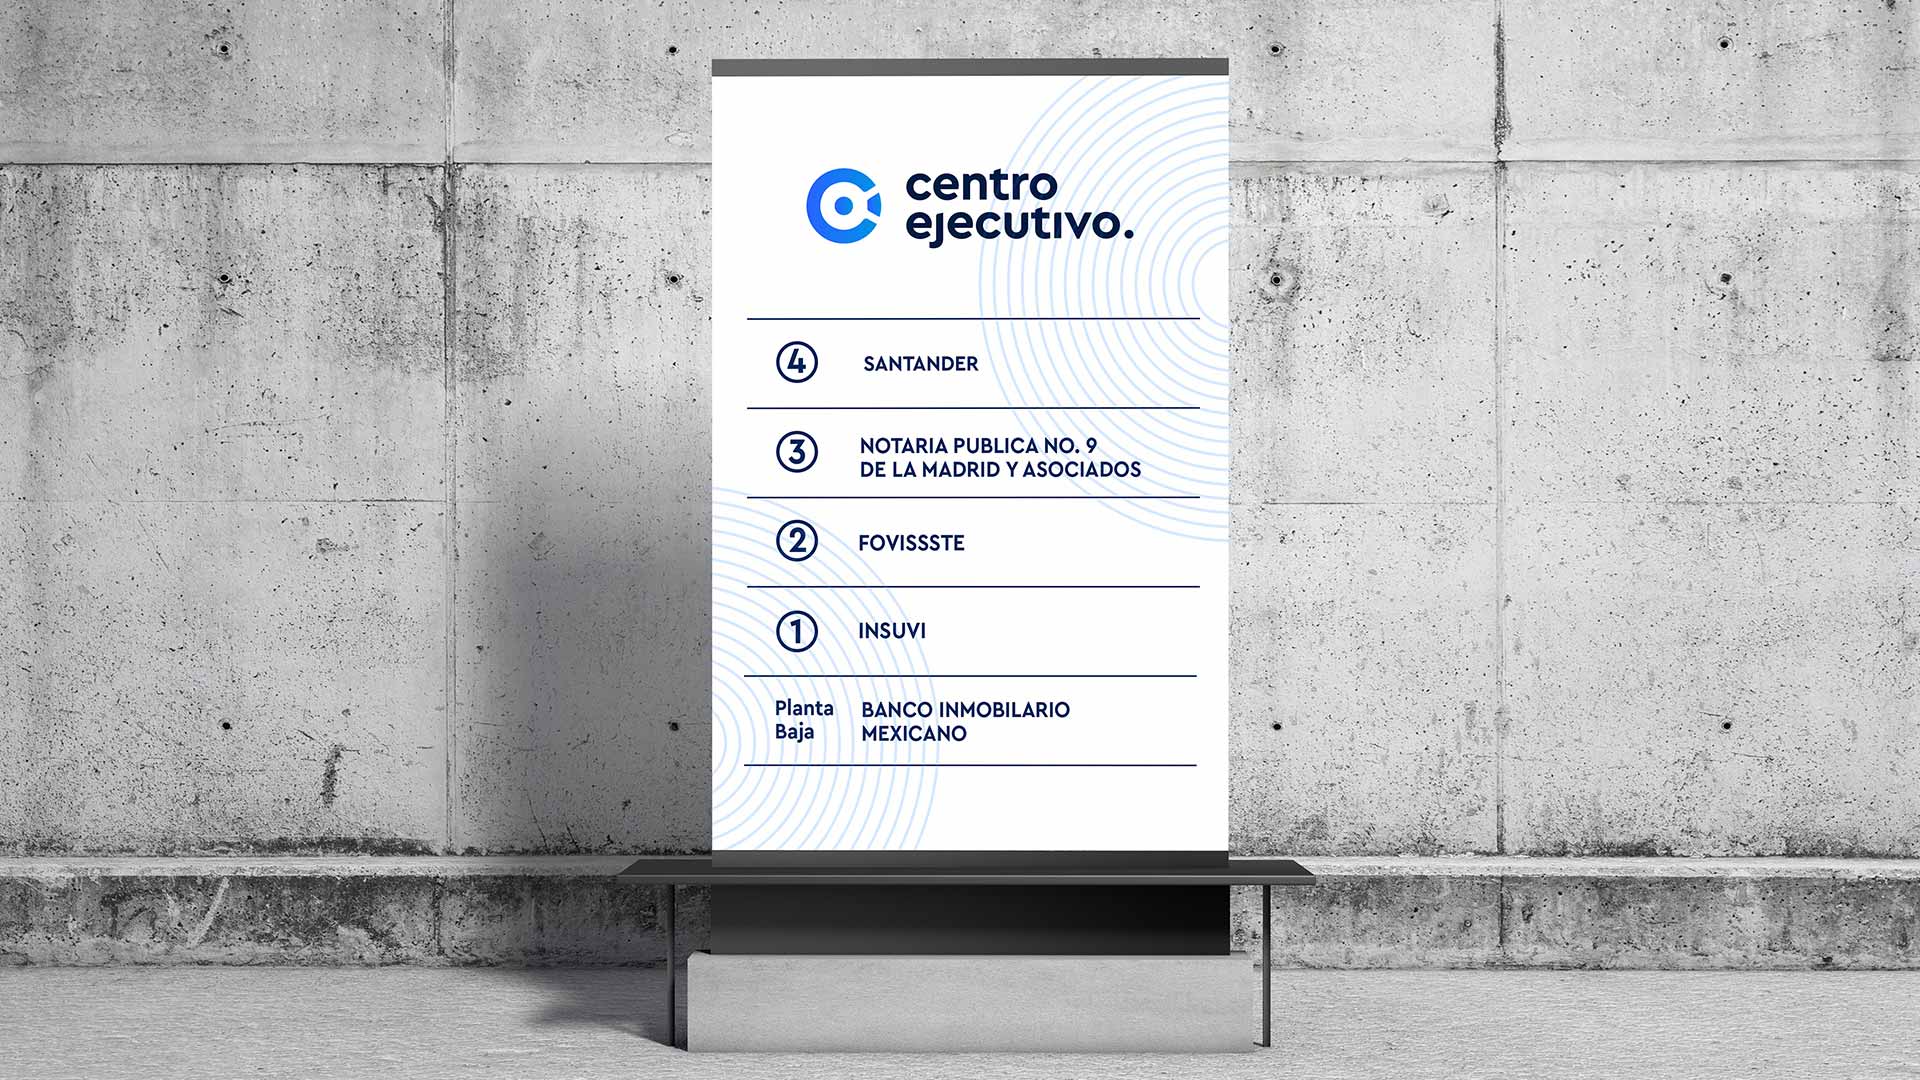 centro
ejecutivo.
4 SANTANDER
3 NOTARIA PUBLICA NO. 9
DE LA MADRID Y ASOCIADOS
2 FOVISSSTE
1 INSUVI
Planta
Baja
BANCO INMOBILARIO
MEXICANO